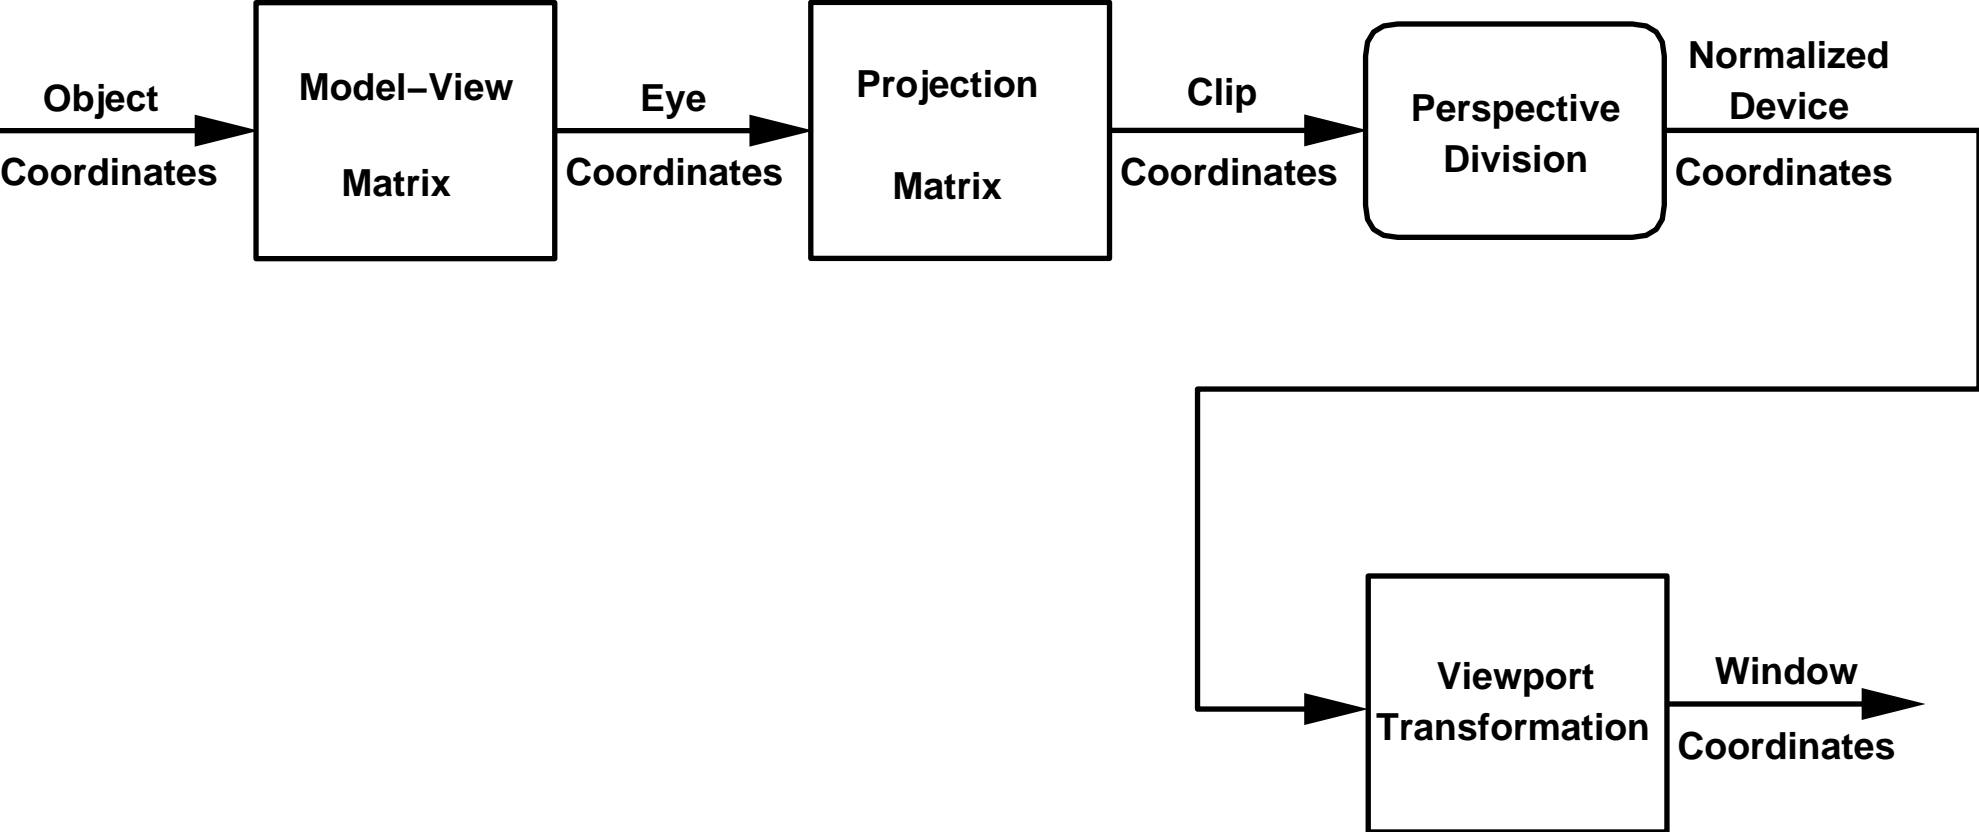 Object
Coordinates
Model–View
Matrix
Eye
Coordinates
Projection
Matrix
Clip
Coordinates
Perspective
Division
Normalized
Device
Coordinates
Viewport
Transformation
Window
Coordinates